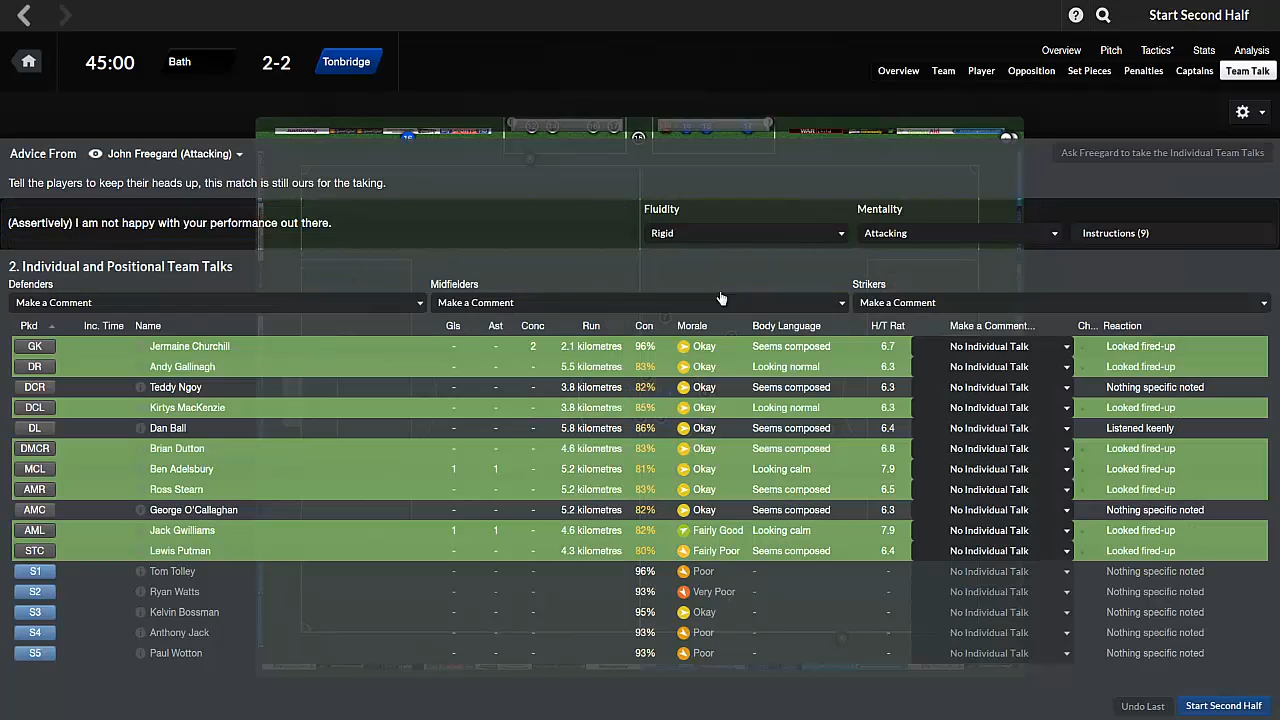 Start Second Half
45:00 Bath 2-2 Tonbridge
Overview Pitch Tactics* Stats Analysis
Overview Team Player Opposition Set Pieces Penalties Captains Team Talk
Advice From John Freegard (Attacking) Ask Freegard to take the Individual Team Talks
Tell the players to keep their heads up, this match is still ours for the taking.
Fluidity Mentality
(Assertively) I am not happy with your performance out there.
Rigid Attacking Instructions (9)
2. Individual and Positional Team Talks
Defenders Midfielders Strikers
Make a Comment Make a Comment Make a Comment
Pkd Inc. Time Name Gls Ast Conc Run Con Morale Body Language H/T Rat Make a Comment... Ch... Reaction
GK Jermaine Churchill - - 2 2.1 kilometres 96% Okay Seems composed 6.7 No Individual Talk Looked fired-up
DR Andy Gallinagh - - - 5.5 kilometres 83% Okay Looking normal 6.3 No Individual Talk Looked fired-up
DCR Teddy Ngoy - - - 3.8 kilometres 82% Okay Seems composed 6.3 No Individual Talk Nothing specific noted
DCL Kirtys MacKenzie - - - 3.8 kilometres 85% Okay Looking normal 6.3 No Individual Talk Looked fired-up
DL Dan Ball - - - 5.8 kilometres 86% Okay Seems composed 6.4 No Individual Talk Listened keenly
DMCR Brian Dutton - - - 4.6 kilometres 83% Okay Seems composed 6.8 No Individual Talk Looked fired-up
MCL Ben Adelsbury 1 1 - 5.2 kilometres 81% Okay Looking calm 7.9 No Individual Talk Looked fired-up
AMR Ross Stearn - - - 5.2 kilometres 83% Okay Seems composed 6.5 No Individual Talk Looked fired-up
AMC George O'Callaghan - - - 5.2 kilometres 82% Okay Seems composed 6.3 No Individual Talk Nothing specific noted
AML Jack Gwilliams 1 1 - 4.6 kilometres 82% Fairly Good Looking calm 7.9 No Individual Talk Looked fired-up
STC Lewis Putman - - - 4.3 kilometres 80% Fairly Poor Seems composed 6.4 No Individual Talk Looked fired-up
S1 Tom Tolley 96% Poor - - No Individual Talk Nothing specific noted
S2 Ryan Watts - - - - 93% Very Poor - - No Individual Talk Nothing specific noted
S3 Kelvin Bossman - - - - 95% Okay - - No Individual Talk Nothing specific noted
S4 Anthony Jack - - - - 93% Poor - - No Individual Talk Nothing specific noted
S5 Paul Wotton - - - - 93% Poor - - No Individual Talk Nothing specific noted
Undo Last Start Second Half